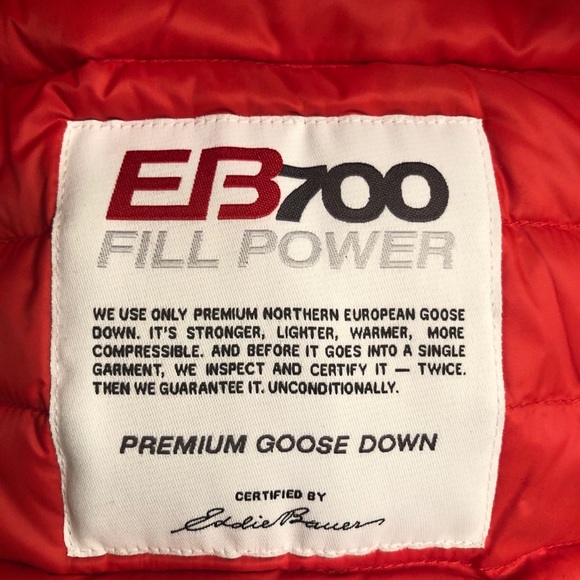 EB700
FILL POWER
WE USE ONLY PREMIUM NORTHERN EUROPEAN GOOSE
DOWN. IT'S STRONGER, LIGHTER, WARMER, MORE
COMPRESSIBLE. AND BEFORE IT GOES INTO A SINGLE
GARMENT, WE INSPECT AND CERTIFY IT — TWICE.
THEN WE GUARANTEE IT. UNCONDITIONALLY.
PREMIUM GOOSE DOWN
CERTIFIED BY
Eddie Bauer